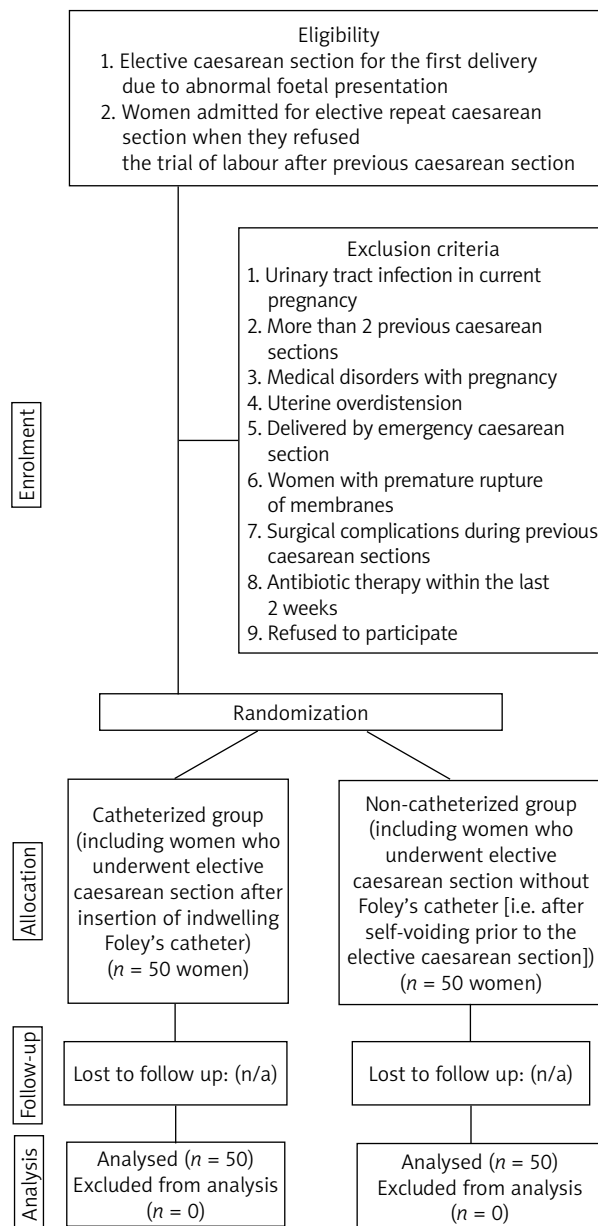 Eligibility
1. Elective caesarean section for the first delivery
due to abnormal foetal presentation
2. Women admitted for elective repeat caesarean
section when they refused
the trial of labour after previous caesarean section
Enrolment
Exclusion criteria
1. Urinary tract infection in current
pregnancy
2. More than 2 previous caesarean
sections
3. Medical disorders with pregnancy
4. Uterine overdistension
5. Delivered by emergency caesarean
section
6. Women with premature rupture
of membranes
7. Surgical complications during previous
caesarean sections
8. Antibiotic therapy within the last
2 weeks
9. Refused to participate
Randomization
Allocation
Catheterized group
(including women who
underwent elective
caesarean section after
insertion of indwelling
Foley's catheter)
(n = 50 women)
Non-catheterized group
(including women who
underwent elective
caesarean section without
Foley's catheter [i.e. after
self-voiding prior to the
elective caesarean section])
(n = 50 women)
Follow-up
Lost to follow up: (n/a)
Lost to follow up: (n/a)
Analysis
Analysed (n = 50)
Excluded from analysis
(n = 0)
Analysed (n = 50)
Excluded from analysis
(n = 0)